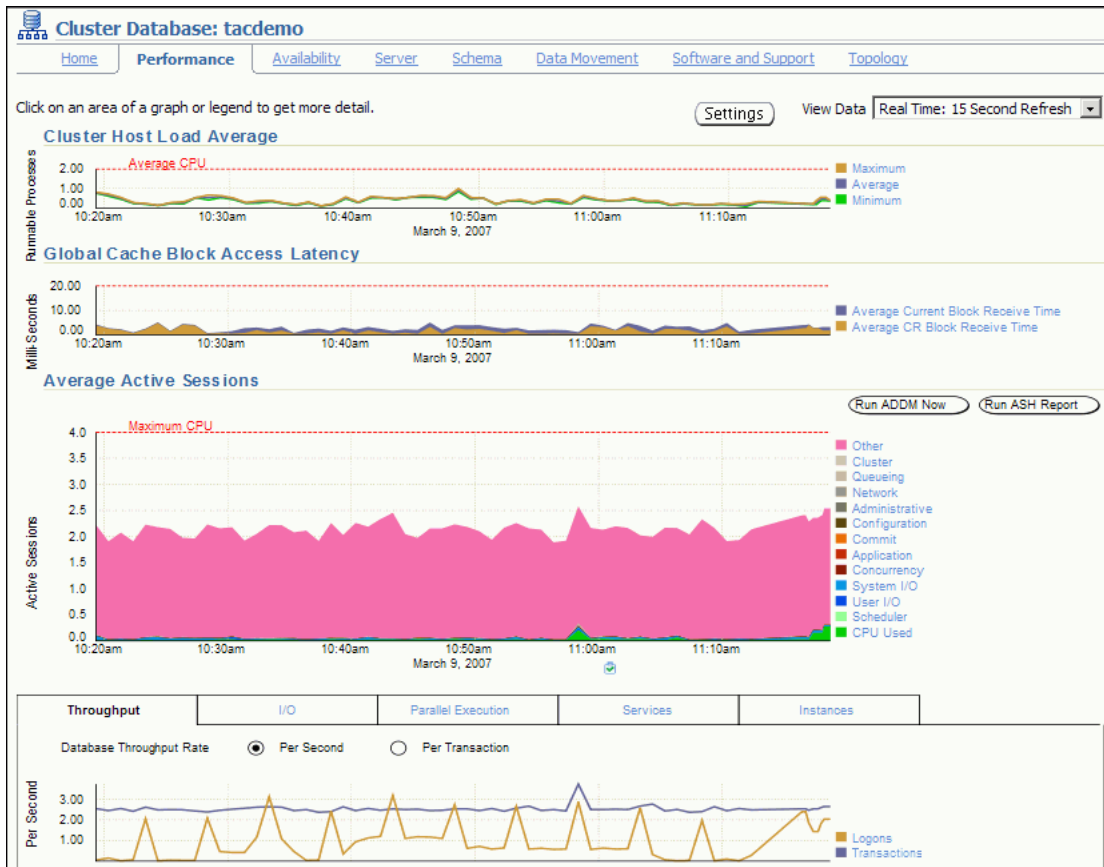 Cluster Database: tacdemo
Home Performance Availability Server Schema Data Movement Software and Support Topology
Click on an area of a graph or legend to get more detail.
Settings
View Data Real Time: 15 Second Refresh
Cluster Host Load Average
Runnable Processes
2.00
1.00
0.00
Average CPU
10:20am 10:30am 10:40am 10:50am 11:00am 11:10am
March 9, 2007
Maximum
Average
Minimum
Global Cache Block Access Latency
Milli-Seconds
20.00
10.00
0.00
10:20am 10:30am 10:40am 10:50am 11:00am 11:10am
March 9, 2007
Average Current Block Receive Time
Average CR Block Receive Time
Average Active Sessions
Run ADDM Now Run ASH Report
Active Sessions
Maximum CPU
4.0
3.5
3.0
2.5
2.0
1.5
1.0
0.5
0.0
10:20am 10:30am 10:40am 10:50am 11:00am 11:10am
March 9, 2007
Other
Cluster
Queueing
Network
Administrative
Configuration
Commit
Application
Concurrency
System I/O
User I/O
Scheduler
CPU Used
Throughput I/O Parallel Execution Services Instances
Database Throughput Rate Per Second Per Transaction
Per Second
3.00
2.00
1.00
Logons
Transactions